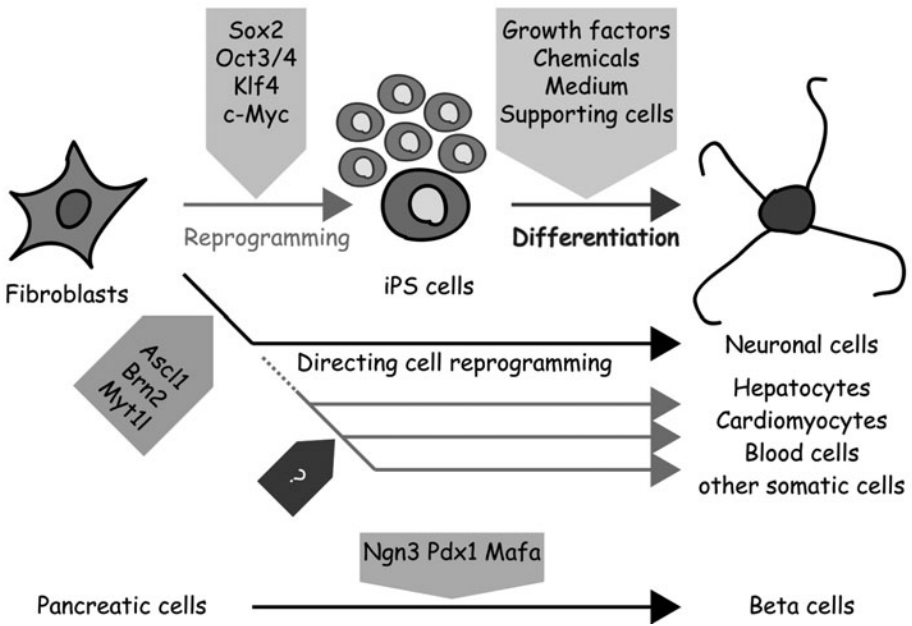 Sox2
Oct3/4
Klf4
c-Myc
Growth factors
Chemicals
Medium
Supporting cells
Reprogramming
Differentiation
Fibroblasts
iPS cells
Ascl1
Brn2
Myt1l
Directing cell reprogramming
Neuronal cells
Hepatocytes
Cardiomyocytes
Blood cells
other somatic cells
?
Ngn3 Pdx1 Mafa
Pancreatic cells
Beta cells